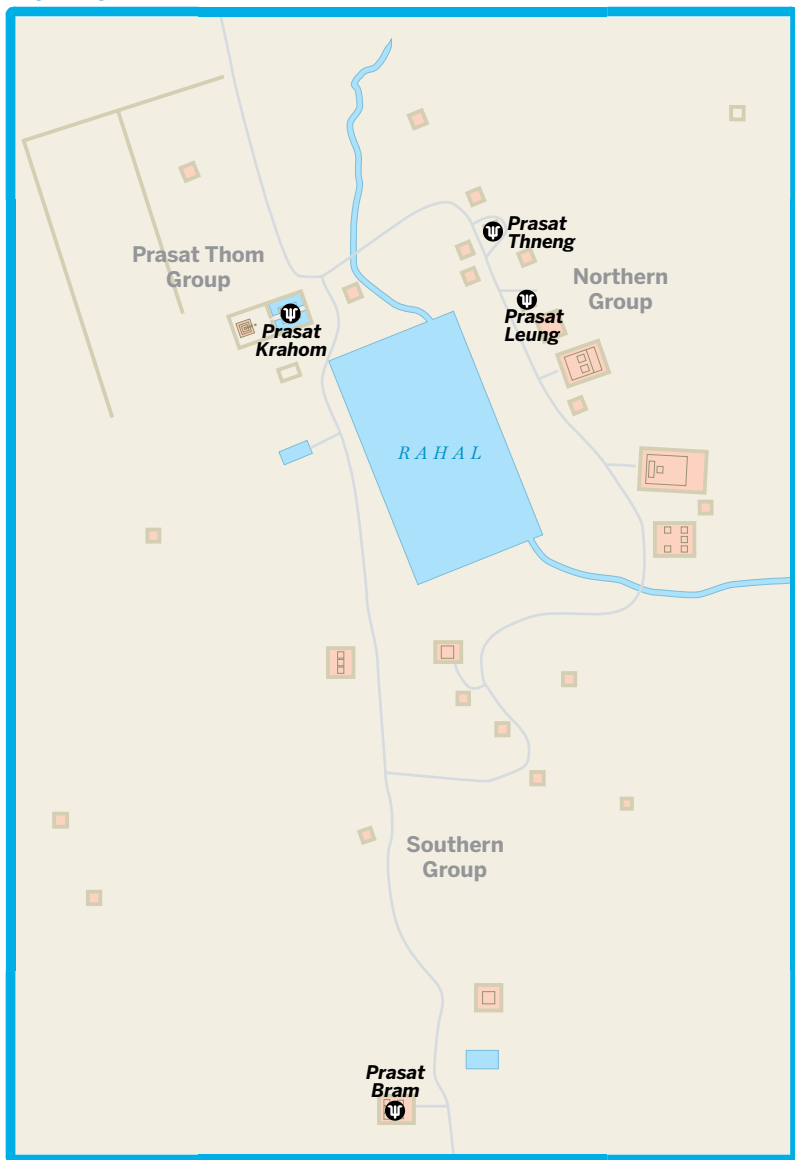 Prasat
Thneng
Prasat Thom
Group
Northern
Group
Prasat
Leung
Prasat
Krahom
RAHAL
Southern
Group
Prasat
Bram